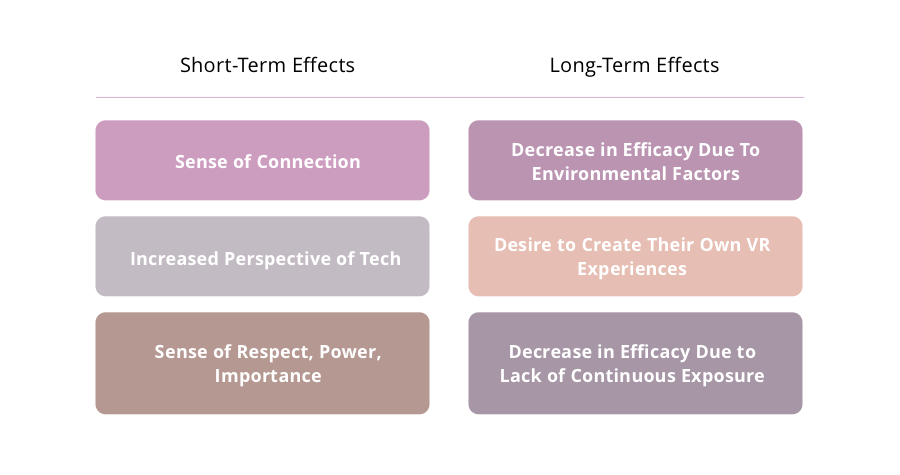 Short-Term Effects
Long-Term Effects
Sense of Connection
Decrease in Efficacy Due To
Environmental Factors
Increased Perspective of Tech
Desire to Create Their Own VR
Experiences
Sense of Respect, Power,
Importance
Decrease in Efficacy Due to
Lack of Continuous Exposure